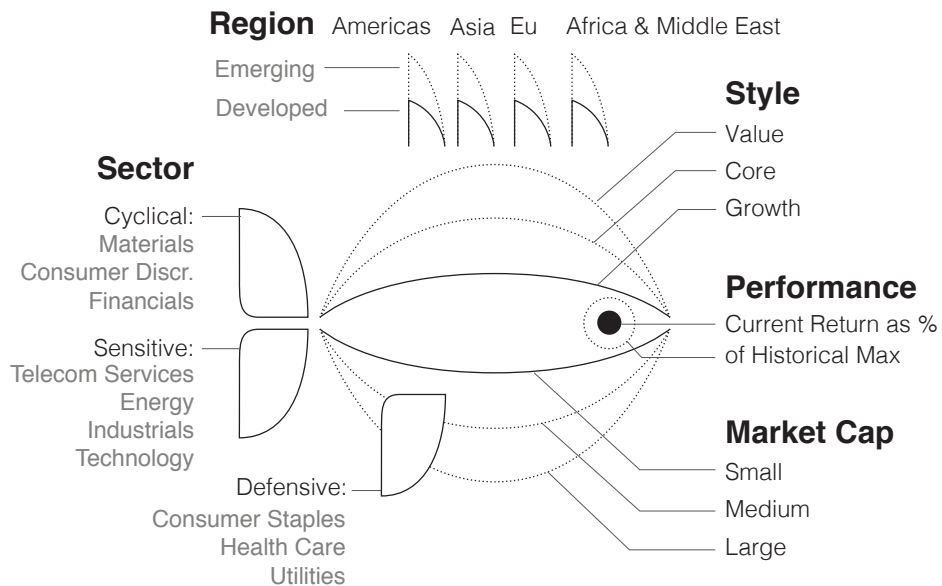 Region Americas Asia Eu Africa & Middle East
Emerging
Developed
Style
Value
Core
Growth
Sector
Cyclical:
Materials
Consumer Discr.
Financials
Sensitive:
Telecom Services
Energy
Industrials
Technology
Defensive:
Consumer Staples
Health Care
Utilities
Performance
Current Return as %
of Historical Max
Market Cap
Small
Medium
Large